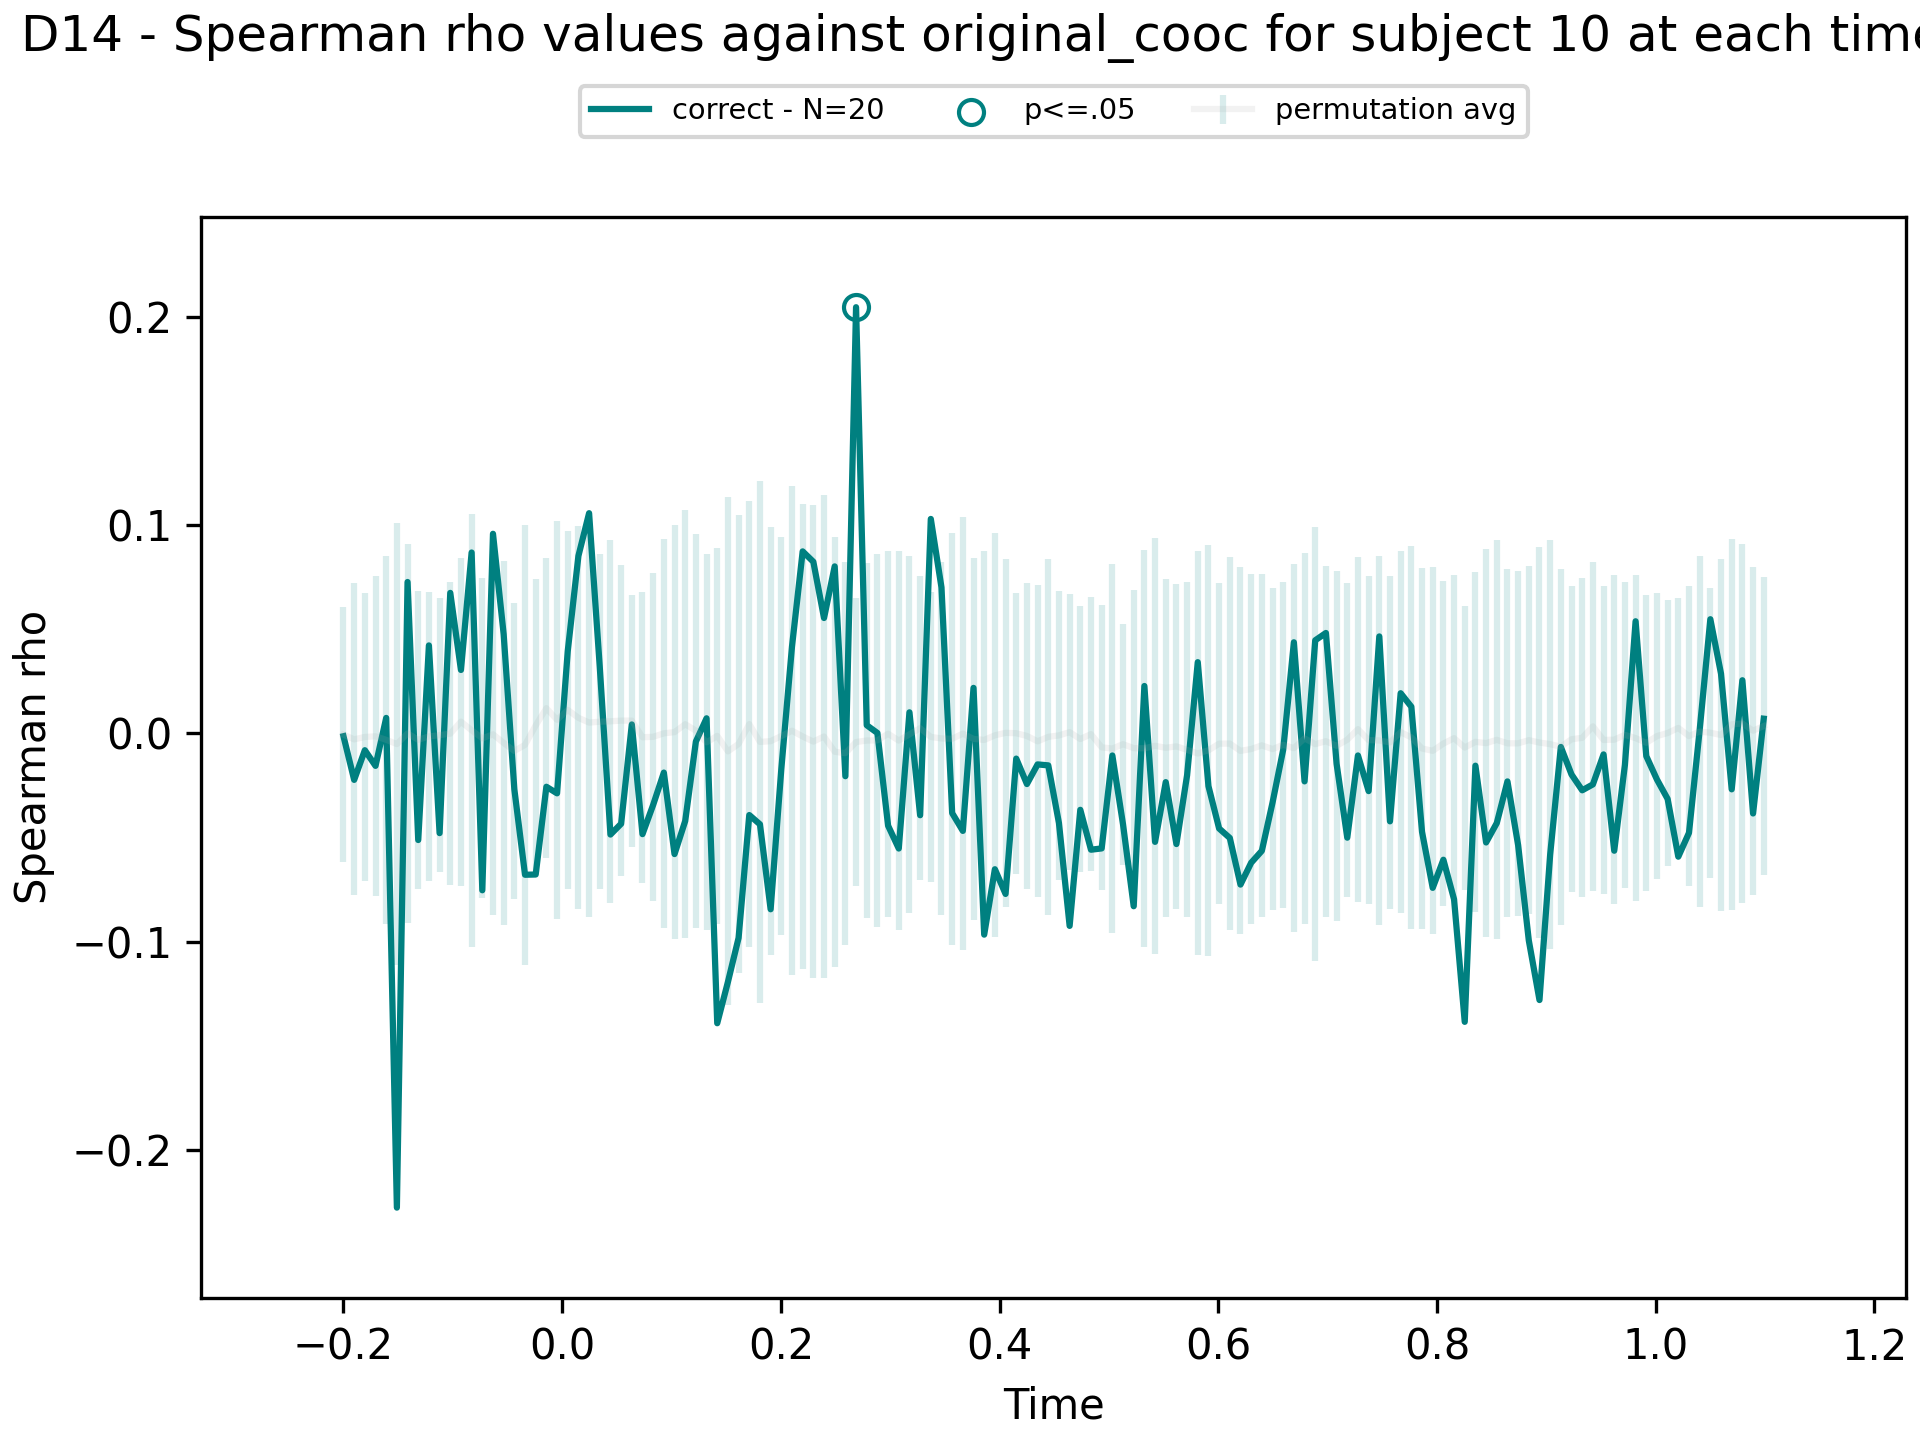 D14 - Spearman rho values against original_cooc for subject 10 at each time
correct - N=20 p<=.05 permutation avg
0.2
0.1
0.0
−0.1
−0.2
Spearman rho
−0.2 0.0 0.2 0.4 0.6 0.8 1.0 1.2
Time